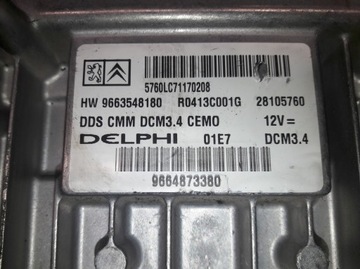 5760LC71170208
HW 9663548180 R0413C001G 28105760
DDS CMM DCM3.4 CEMO 12V=
DELPHI 01E7 DCM3.4
9664873380